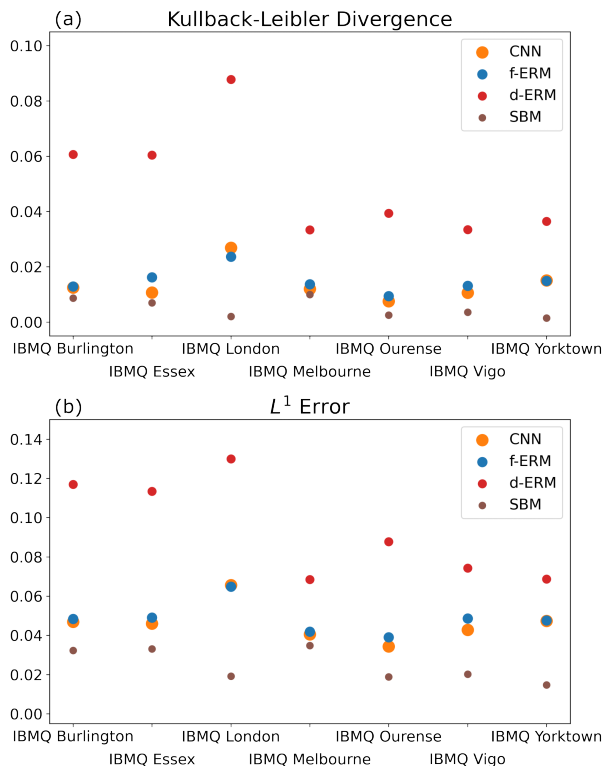 (a) Kullback-Leibler Divergence
0.10
0.08
0.06
0.04
0.02
0.00
CNN
f-ERM
d-ERM
SBM
IBMQ Burlington IBMQ London IBMQ Ourense IBMQ Yorktown
IBMQ Essex IBMQ Melbourne IBMQ Vigo
(b) L¹ Error
0.14
0.12
0.10
0.08
0.06
0.04
0.02
0.00
CNN
f-ERM
d-ERM
SBM
IBMQ Burlington IBMQ London IBMQ Ourense IBMQ Yorktown
IBMQ Essex IBMQ Melbourne IBMQ Vigo